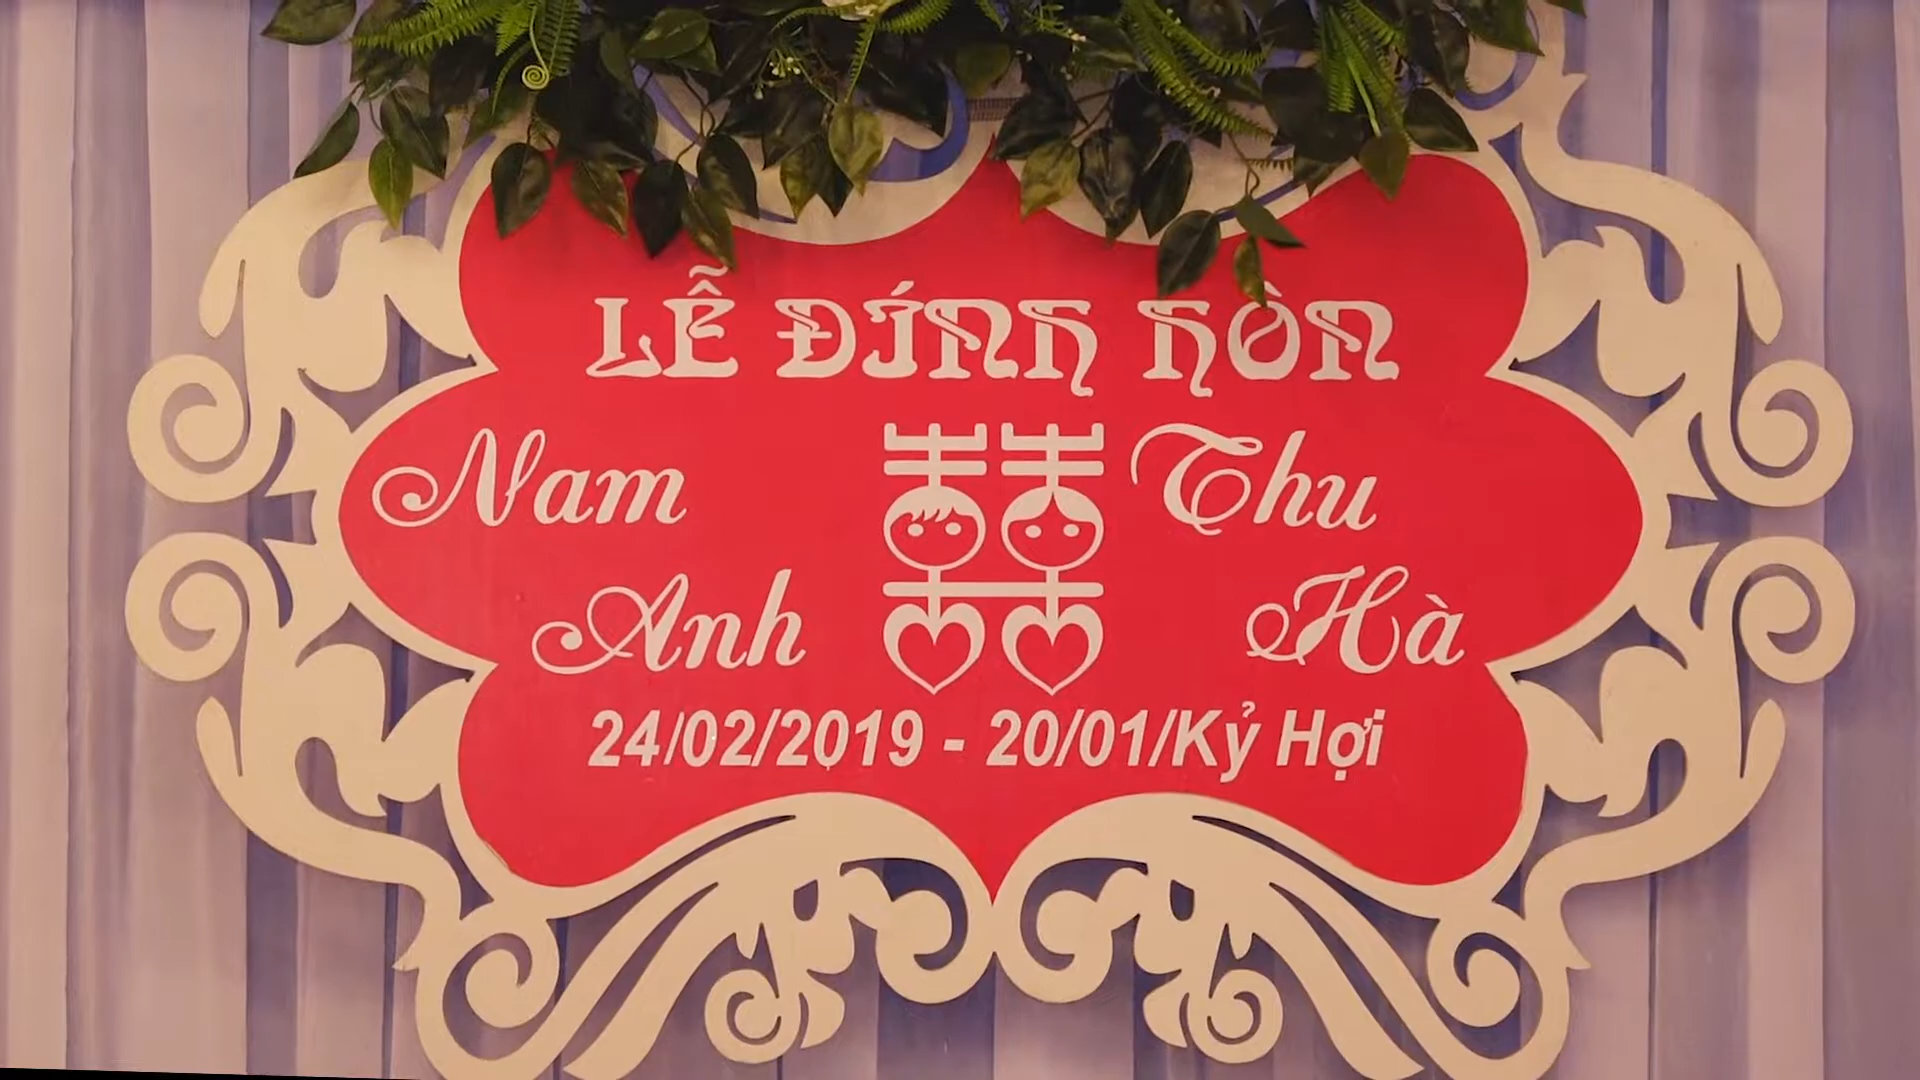 LỄ ĐÍNH HÔN
Nam Thu
Anh Hà
24/02/2019 - 20/01/Kỷ Hợi